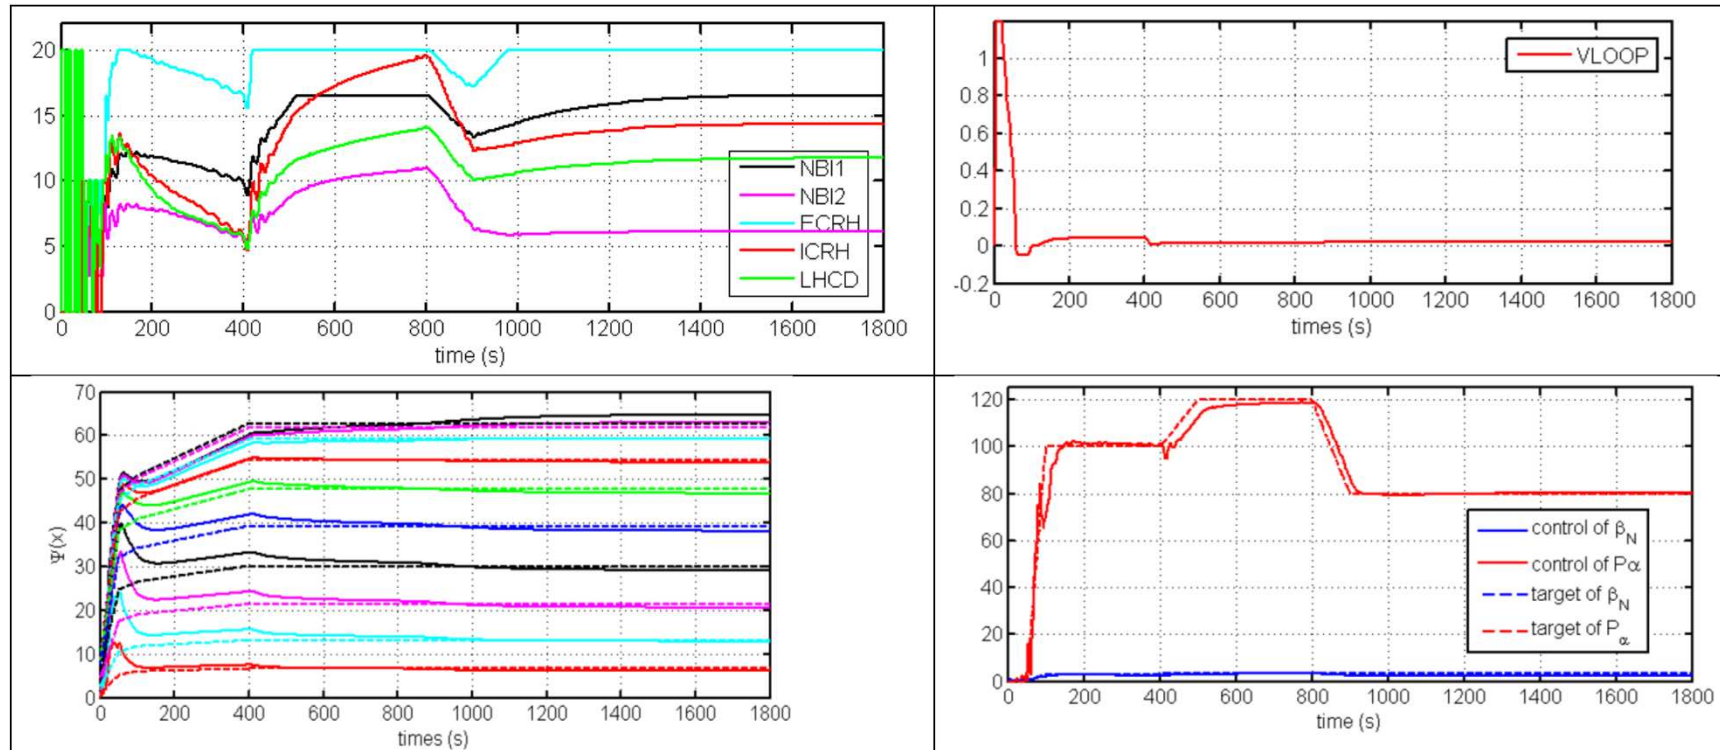 20
15
10
5
0
0 200 400 600 800 1000 1200 1400 1600 1800
time (s)
NBI1
NBI2
ECRH
ICRH
LHCD
1
0.8
0.6
0.4
0.2
0
-0.2
0 200 400 600 800 1000 1200 1400 1600 1800
times (s)
VLOOP
70
60
50
40
30
20
10
0
Ψ(x)
0 200 400 600 800 1000 1200 1400 1600 1800
times (s)
120
100
80
60
40
20
0
0 200 400 600 800 1000 1200 1400 1600 1800
time (s)
control of βN
control of Pα
target of βN
target of Pα